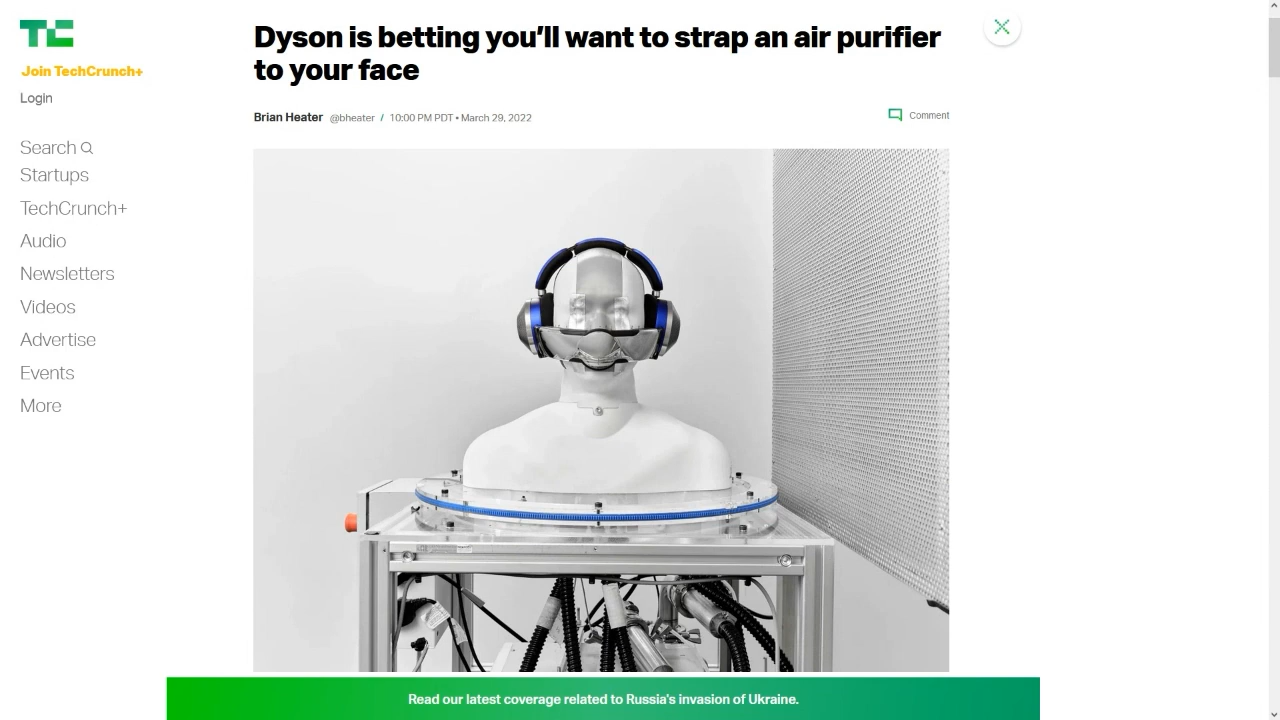 TC
Join TechCrunch+
Login
Search
Startups
TechCrunch+
Audio
Newsletters
Videos
Advertise
Events
More
Dyson is betting you’ll want to strap an air purifier
to your face
Brian Heater @bheater / 10:00 PM PDT • March 29, 2022
Comment
Read our latest coverage related to Russia's invasion of Ukraine.